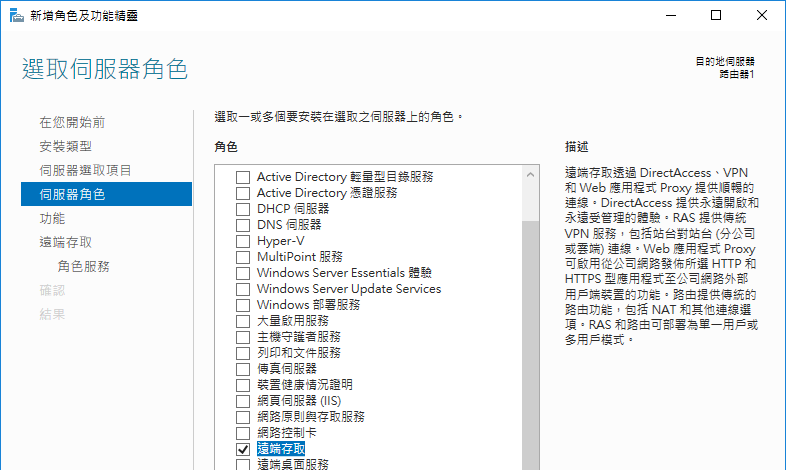 新增角色及功能精靈
選取伺服器角色
目的地伺服器
路由器1
在您開始前
安裝類型
伺服器選取項目
伺服器角色
功能
遠端存取
角色服務
確認
結果
選取一或多個要安裝在選取之伺服器上的角色。
角色
Active Directory 輕量型目錄服務
Active Directory 憑證服務
DHCP 伺服器
DNS 伺服器
Hyper-V
MultiPoint 服務
Windows Server Essentials 體驗
Windows Server Update Services
Windows 部署服務
大量啟用服務
主機守護者服務
列印和文件服務
傳真伺服器
裝置健康情況證明
網頁伺服器 (IIS)
網路原則與存取服務
網路控制卡
遠端存取
遠端桌面服務
描述
遠端存取透過 DirectAccess、VPN
和 Web 應用程式 Proxy 提供順暢的
連線。DirectAccess 提供永遠開啟和
永遠受管理的體驗。RAS 提供傳統
VPN 服務，包括站台對站台 (分公司
或雲端) 連線。Web 應用程式 Proxy
可啟用從公司網路發佈所選 HTTP 和
HTTPS 型應用程式至公司網路外部
用戶端裝置的功能。路由提供傳統的
路由功能，包括 NAT 和其他連線選
項。RAS 和路由可部署為單一用戶或
多用戶模式。